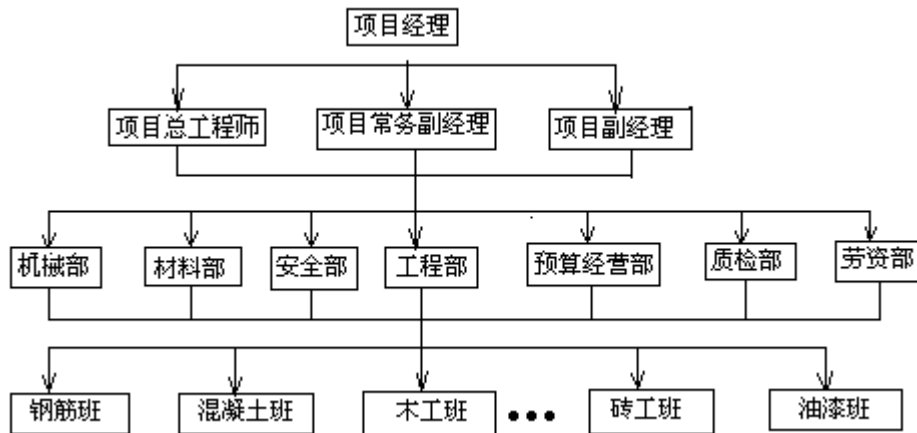 项目经理
项目总工程师
项目常务副经理
项目副经理
机械部
材料部
安全部
工程部
预算经营部
质检部
劳资部
钢筋班
混凝土班
木工班
●●●
砖工班
油漆班